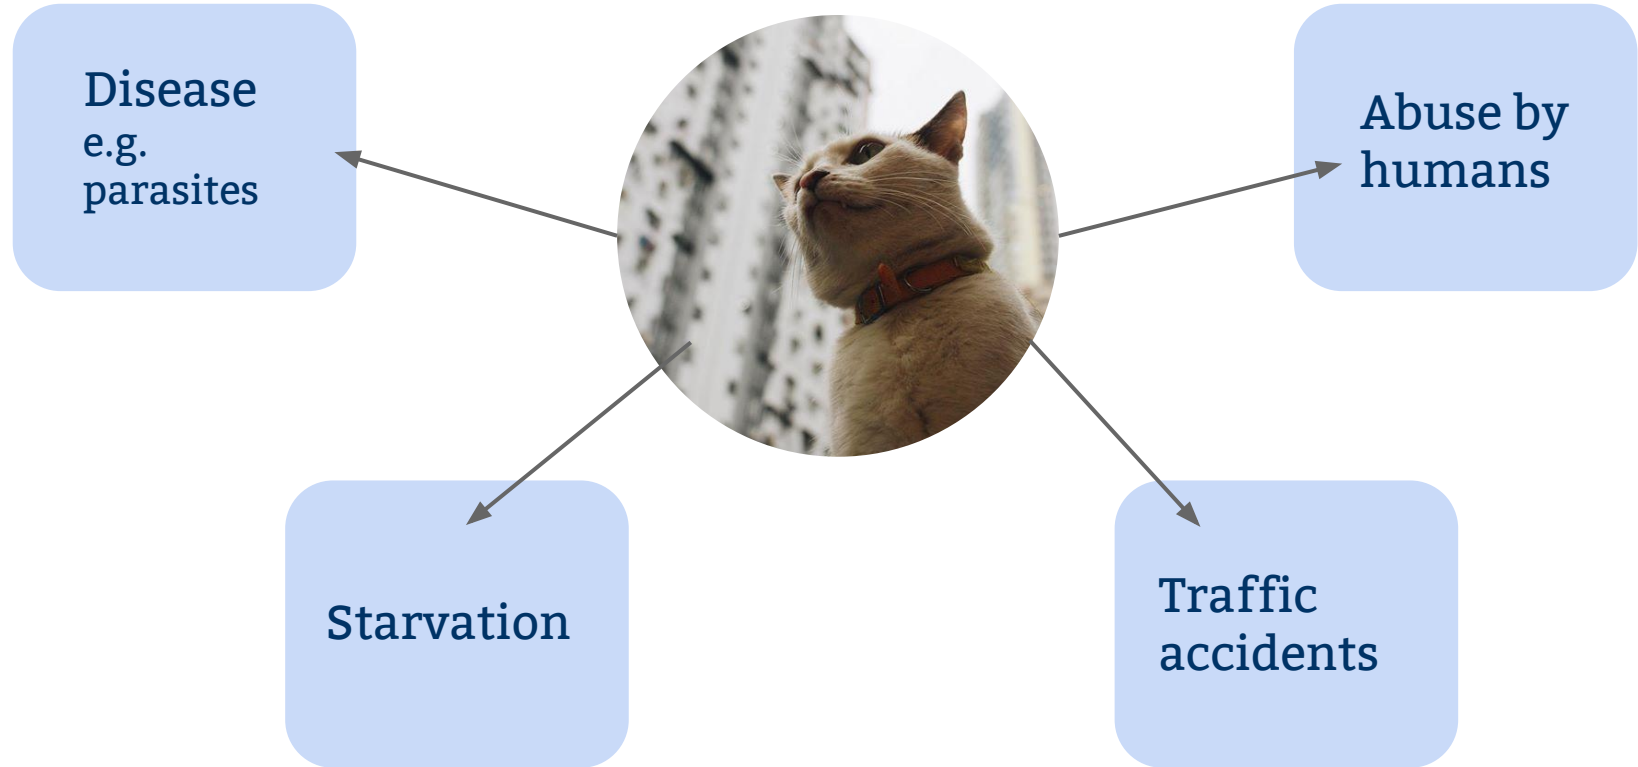 Disease
e.g.
parasites
Abuse by
humans
Starvation
Traffic
accidents